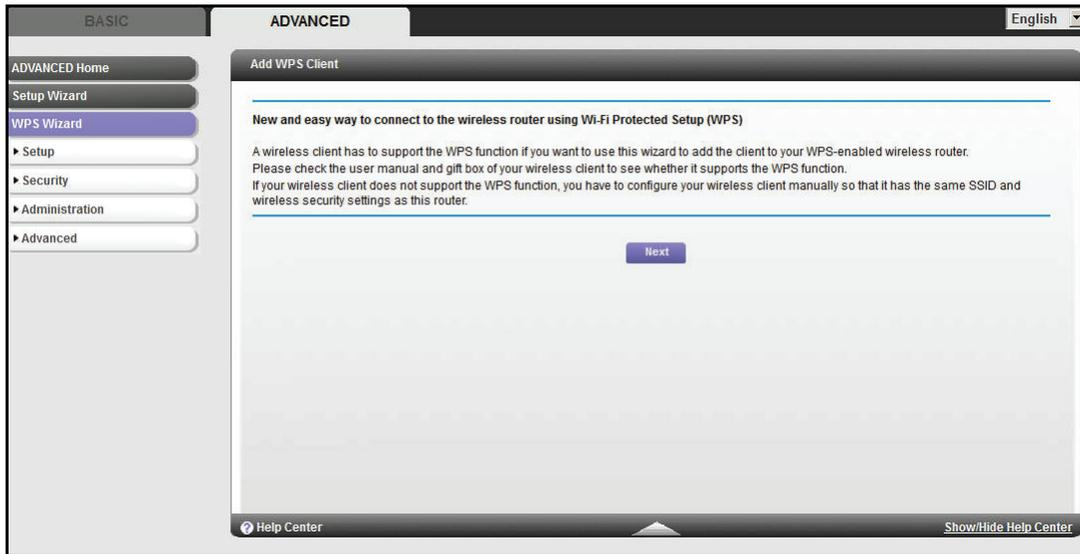 BASIC
ADVANCED
English
ADVANCED Home
Setup Wizard
WPS Wizard
Setup
Security
Administration
Advanced
Add WPS Client
New and easy way to connect to the wireless router using Wi-Fi Protected Setup (WPS)
A wireless client has to support the WPS function if you want to use this wizard to add the client to your WPS-enabled wireless router.
Please check the user manual and gift box of your wireless client to see whether it supports the WPS function.
If your wireless client does not support the WPS function, you have to configure your wireless client manually so that it has the same SSID and
wireless security settings as this router.
Next
Help Center
Show/Hide Help Center